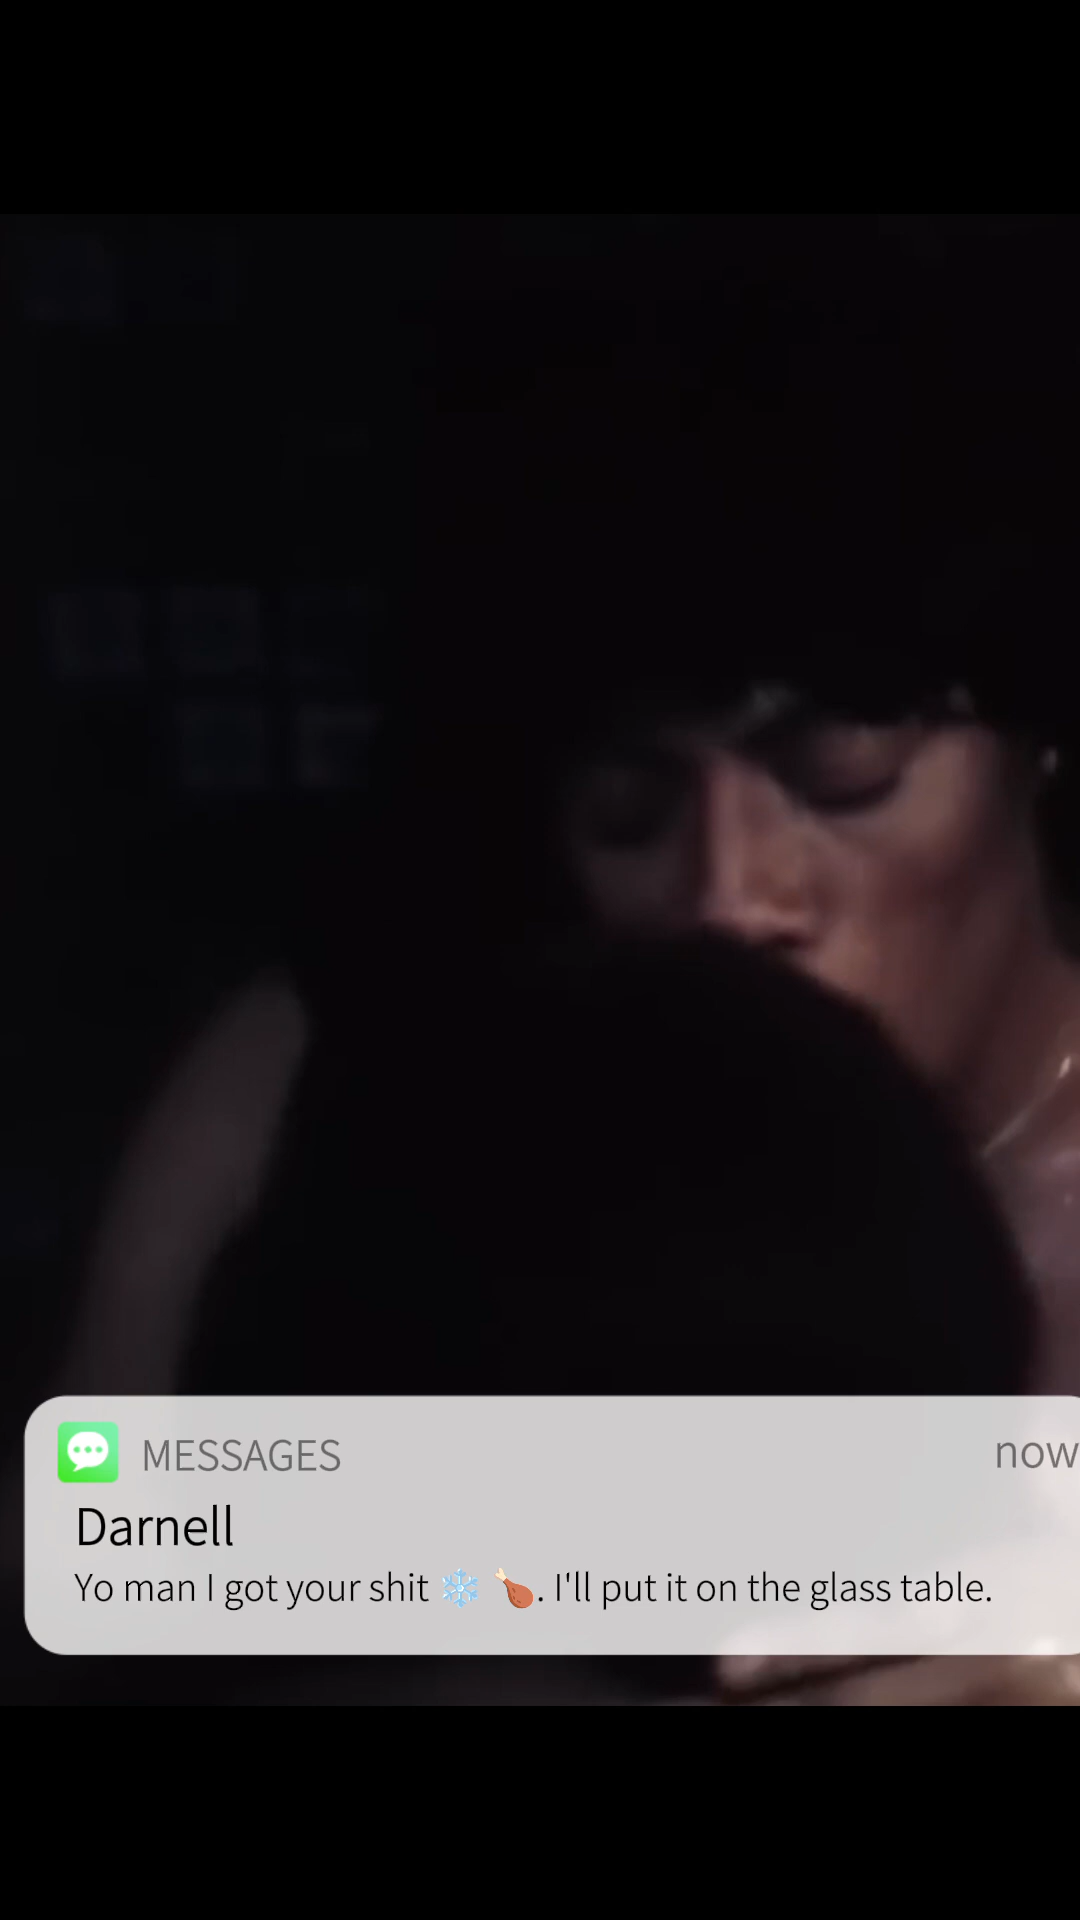 MESSAGES
now
Darnell
Yo man I got your shit ❄️ 🍗. I'll put it on the glass table.